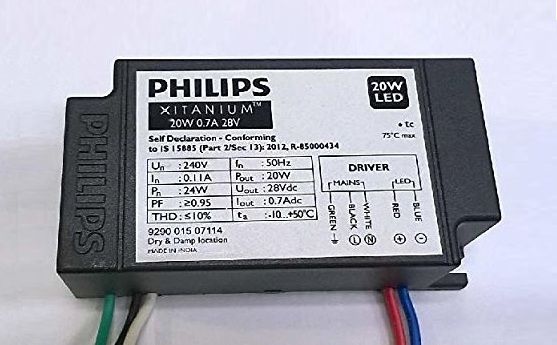 PHILIPS
PHILIPS
XITANIUM™
20W 0.7A 28V
20W
LED
• tc
75°C max
Self Declaration - Conforming
to IS 15885 (Part 2/Sec 13): 2012, R-85000434
Un : 240V fn : 50Hz
In : 0.11A Pout : 20W
Pn : 24W Uout : 28Vdc
PF : ≥0.95 Iout : 0.7Adc
THD : ≤10% ta : -10...+50°C
9290 015 07114
Dry & Damp location
MADE IN INDIA
DRIVER
MAINS LED
GREEN BLACK WHITE RED BLUE
L N + -